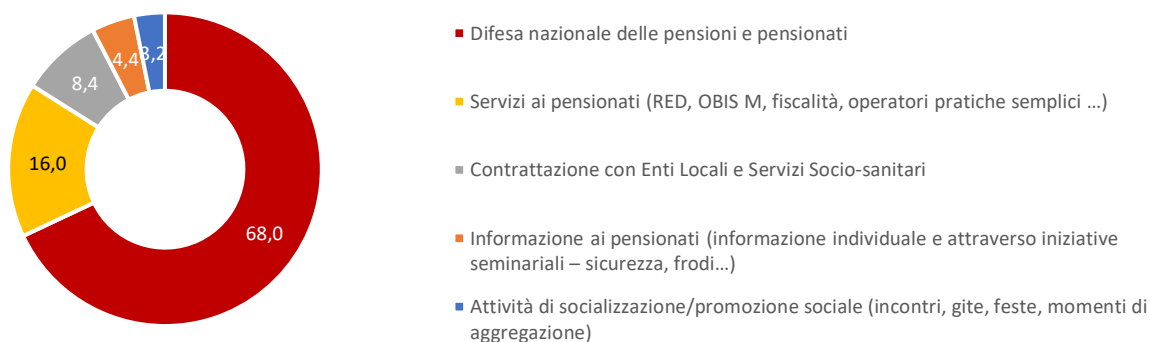 3,2
4,4
8,4
16,0
68,0
Difesa nazionale delle pensioni e pensionati
Servizi ai pensionati (RED, OBIS M, fiscalità, operatori pratiche semplici …)
Contrattazione con Enti Locali e Servizi Socio-sanitari
Informazione ai pensionati (informazione individuale e attraverso iniziative
seminariali – sicurezza, frodi…)
Attività di socializzazione/promozione sociale (incontri, gite, feste, momenti di
aggregazione)